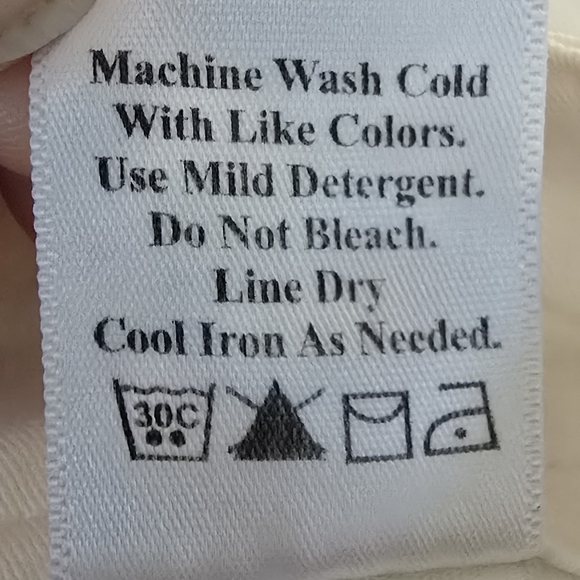 Machine Wash Cold
With Like Colors.
Use Mild Detergent.
Do Not Bleach.
Line Dry
Cool Iron As Needed.
30C